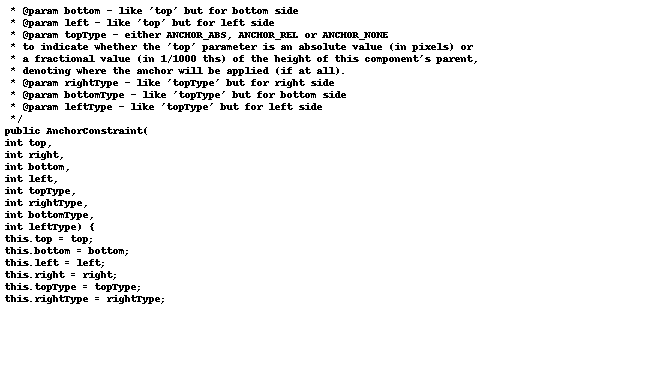 * @param bottom - like 'top' but for bottom side
* @param left - like 'top' but for left side
* @param topType - either ANCHOR_ABS, ANCHOR_REL or ANCHOR_NONE
* to indicate whether the 'top' parameter is an absolute value (in pixels) or
* a fractional value (in 1/1000 ths) of the height of this component's parent,
* denoting where the anchor will be applied (if at all).
* @param rightType - like 'topType' but for right side
* @param bottomType - like 'topType' but for bottom side
* @param leftType - like 'topType' but for left side
*/
public AnchorConstraint(
int top,
int right,
int bottom,
int left,
int topType,
int rightType,
int bottomType,
int leftType) {
this.top = top;
this.bottom = bottom;
this.left = left;
this.right = right;
this.topType = topType;
this.rightType = rightType;